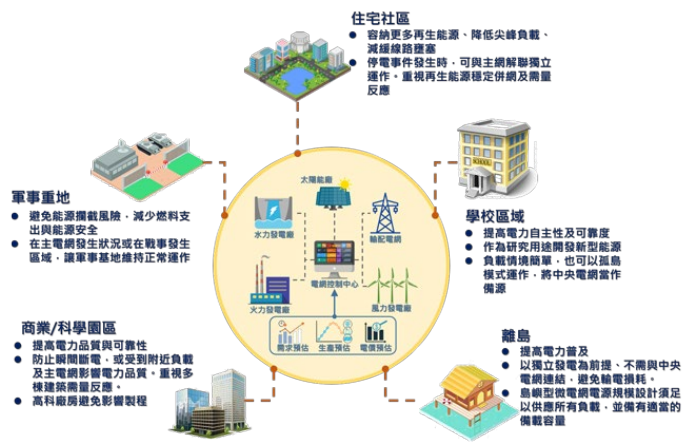 住宅社區
● 容納更多再生能源、降低尖峰負載、
減緩線路壅塞
● 停電事件發生時，可與主網解聯獨立
運作。重視再生能源穩定併網及需量
反應
軍事重地
● 避免能源攔截風險，減少燃料支
出與能源安全
● 在主電網發生狀況或在戰事發生
區域，讓軍事基地維持正常運作
太陽能廠
水力發電廠
輸配電網
電網控制中心
火力發電廠
風力發電廠
需求預估
生產預估
電價預估
SCHOOL
學校區域
● 提高電力自主性及可靠度
● 作為研究用途開發新型能源
● 負載情境簡單，也可以孤島
模式運作，將中央電網當作
備源
商業/科學園區
● 提高電力品質與可靠性
● 防止瞬間斷電，或受到附近負載
及主電網影響電力品質。重視多
棟建築需量反應。
● 高科廠房避免影響製程
離島
● 提高電力普及
● 以獨立發電為前提、不需與中央
電網連結，避免輸電損耗。
● 島嶼型微電網電源規模設計須足
以供應所有負載，並備有適當的
備載容量